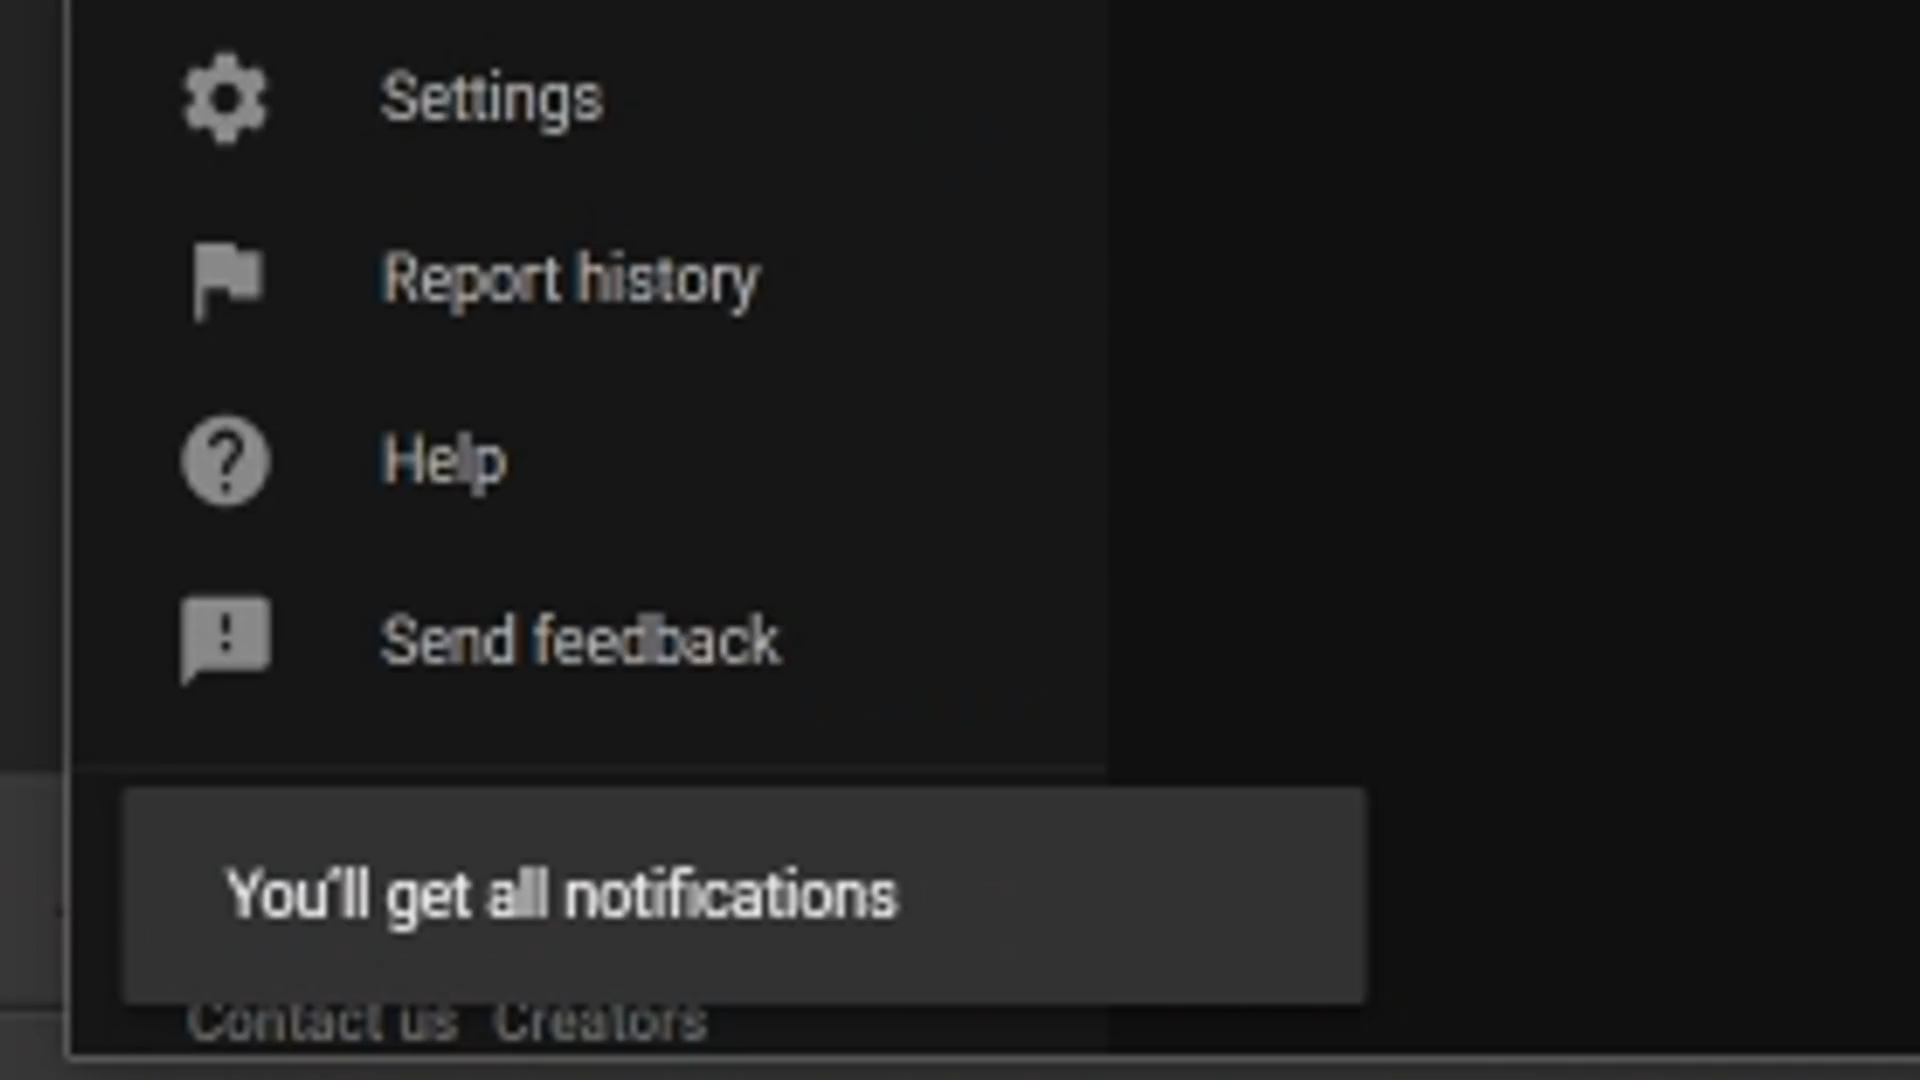 Settings
Report history
Help
Send feedback
You'll get all notifications
Contact us Creators